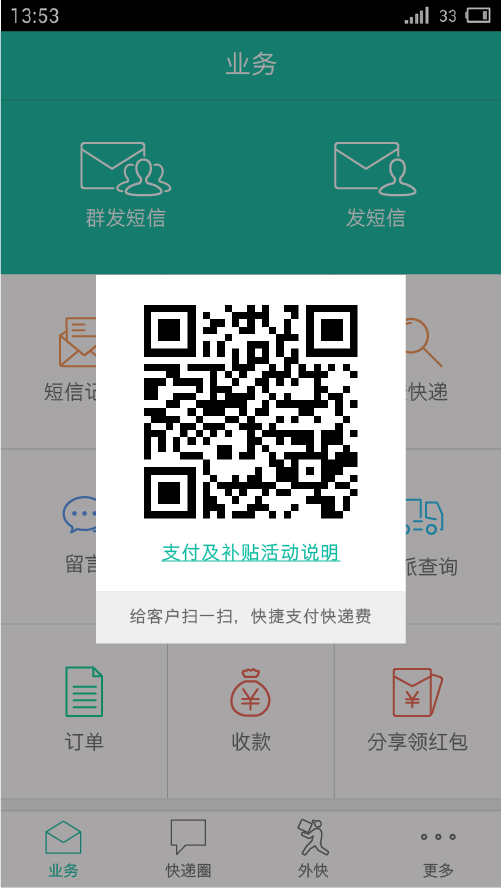 13:53
33
业务
群发短信
发短信
短信记
快递
留言
派查询
支付及补贴活动说明
给客户扫一扫，快捷支付快递费
订单
收款
分享领红包
业务
快递圈
外快
更多